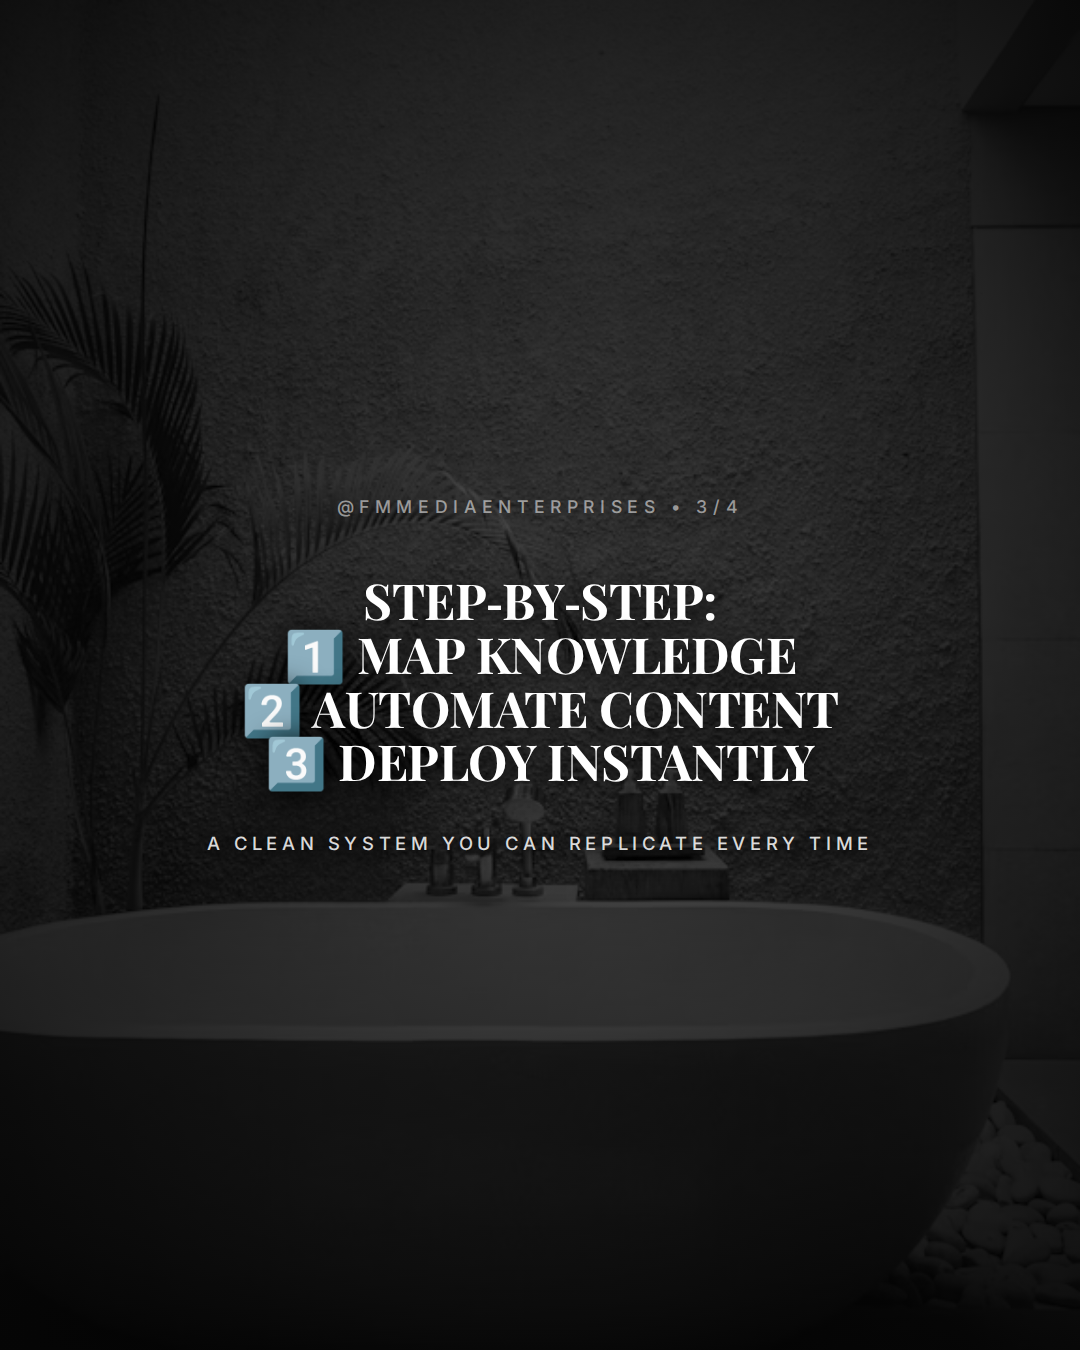 @FMMEDIAENTERPRISES • 3/4
STEP-BY-STEP:
1️⃣ MAP KNOWLEDGE
2️⃣ AUTOMATE CONTENT
3️⃣ DEPLOY INSTANTLY
A CLEAN SYSTEM YOU CAN REPLICATE EVERY TIME